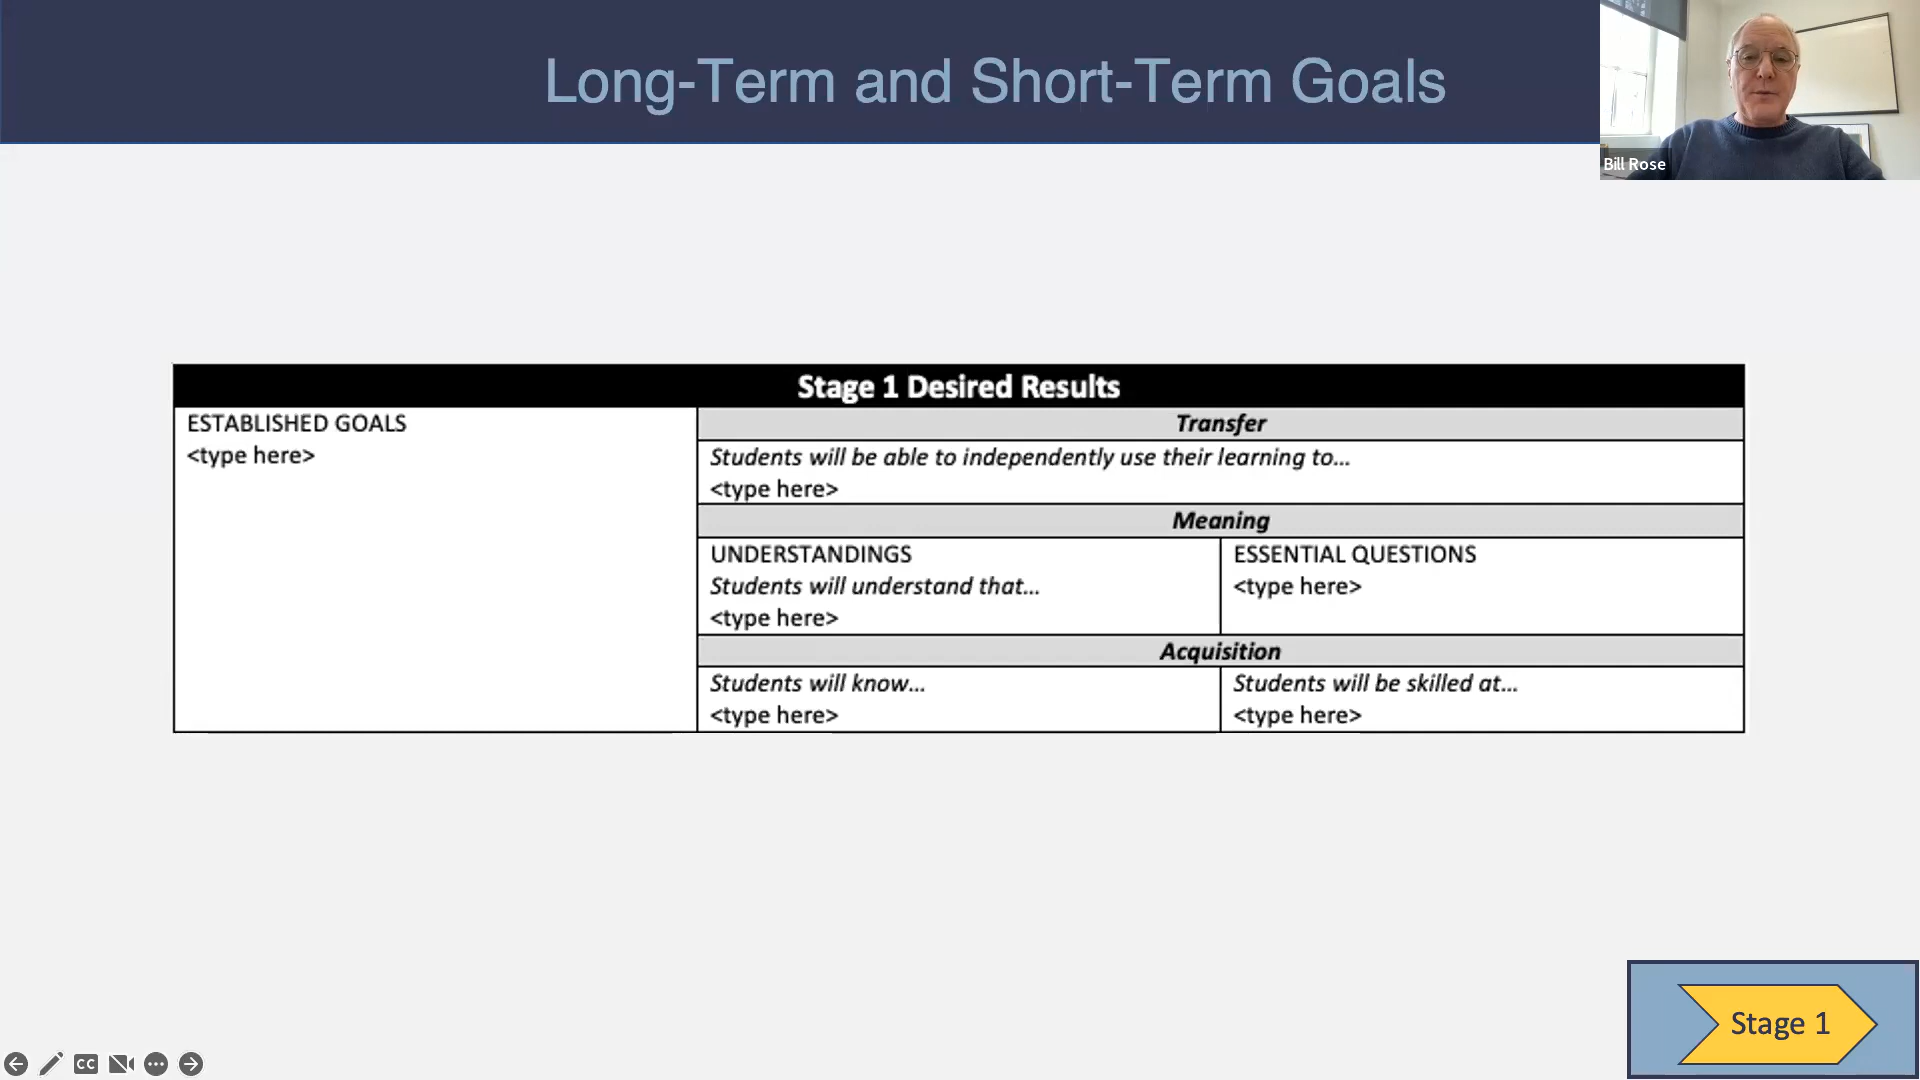 Long-Term and Short-Term Goals
Bill Rose
Stage 1 Desired Results
ESTABLISHED GOALS
<type here>
Transfer
Students will be able to independently use their learning to...
<type here>
Meaning
UNDERSTANDINGS
Students will understand that...
<type here>
ESSENTIAL QUESTIONS
<type here>
Acquisition
Students will know...
<type here>
Students will be skilled at...
<type here>
Stage 1
CC